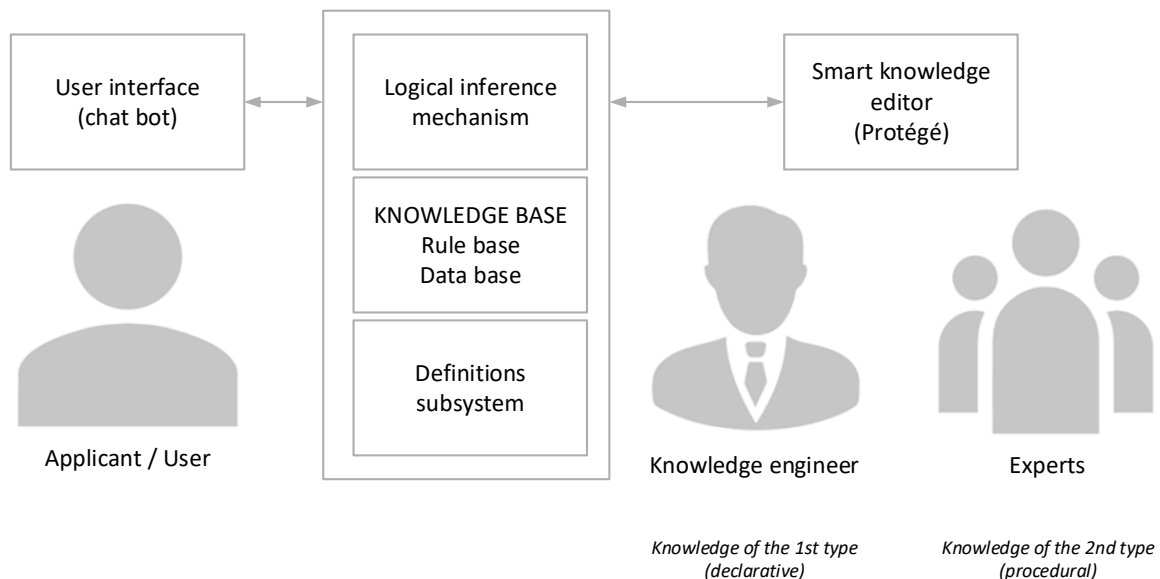 User interface
(chat bot)
Logical inference
mechanism
Smart knowledge
editor
(Protégé)
KNOWLEDGE BASE
Rule base
Data base
Definitions
subsystem
Applicant / User
Knowledge engineer
Experts
Knowledge of the 1st type
(declarative)
Knowledge of the 2nd type
(procedural)